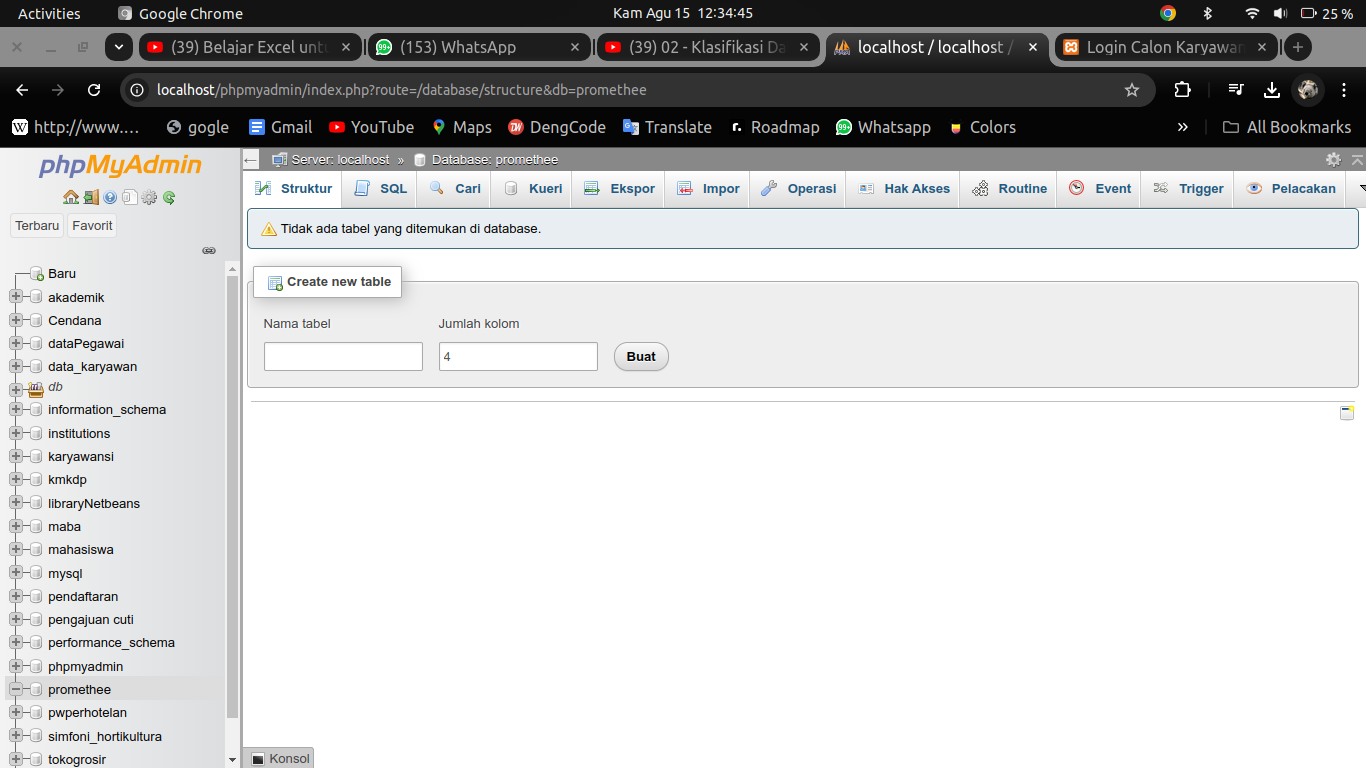 Activities Google Chrome Kam Agu 15 12:34:45 25 %
(39) Belajar Excel untu (153) WhatsApp (39) 02 - Klasifikasi Da localhost / localhost / Login Calon Karyawan
localhost/phpmyadmin/index.php?route=/database/structure&db=promethee
http://www.... gogle Gmail YouTube Maps DengCode Translate Roadmap Whatsapp Colors » All Bookmarks
phpMyAdmin
Terbaru Favorit
Baru
akademik
Cendana
dataPegawai
data_karyawan
db
information_schema
institutions
karyawansi
kmkdp
libraryNetbeans
maba
mahasiswa
mysql
pendaftaran
pengajuan cuti
performance_schema
phpmyadmin
promethee
pwperhotelan
simfoni_hortikultura
tokogrosir
Server: localhost » Database: promethee
Struktur SQL Cari Kueri Ekspor Impor Operasi Hak Akses Routine Event Trigger Pelacakan
Tidak ada tabel yang ditemukan di database.
Create new table
Nama tabel Jumlah kolom
4 Buat
Konsol